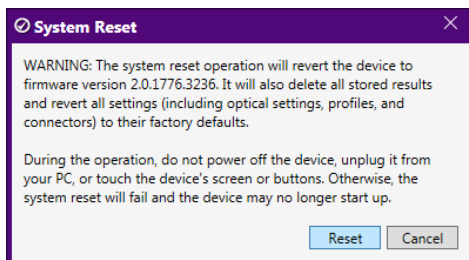 System Reset
WARNING: The system reset operation will revert the device to
firmware version 2.0.1776.3236. It will also delete all stored results
and revert all settings (including optical settings, profiles, and
connectors) to their factory defaults.
During the operation, do not power off the device, unplug it from
your PC, or touch the device's screen or buttons. Otherwise, the
system reset will fail and the device may no longer start up.
Reset Cancel